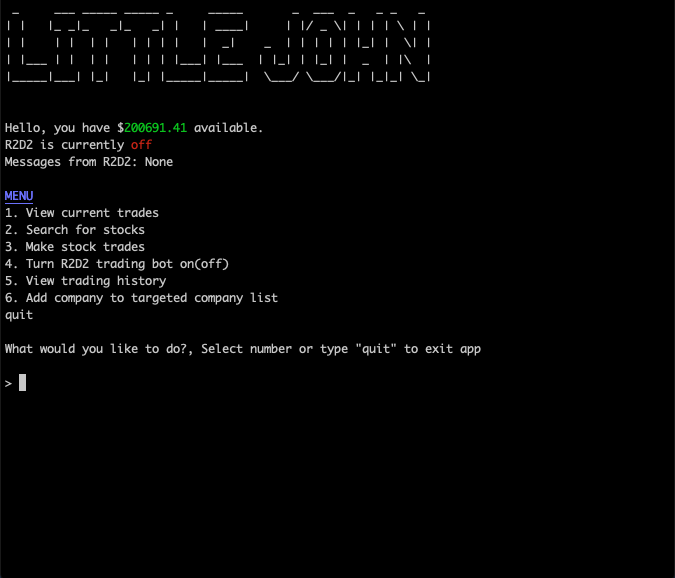 LITTLE JOHN
Hello, you have $200691.41 available.
R2D2 is currently off
Messages from R2D2: None
MENU
1. View current trades
2. Search for stocks
3. Make stock trades
4. Turn R2D2 trading bot on(off)
5. View trading history
6. Add company to targeted company list
quit
What would you like to do?, Select number or type "quit" to exit app
>